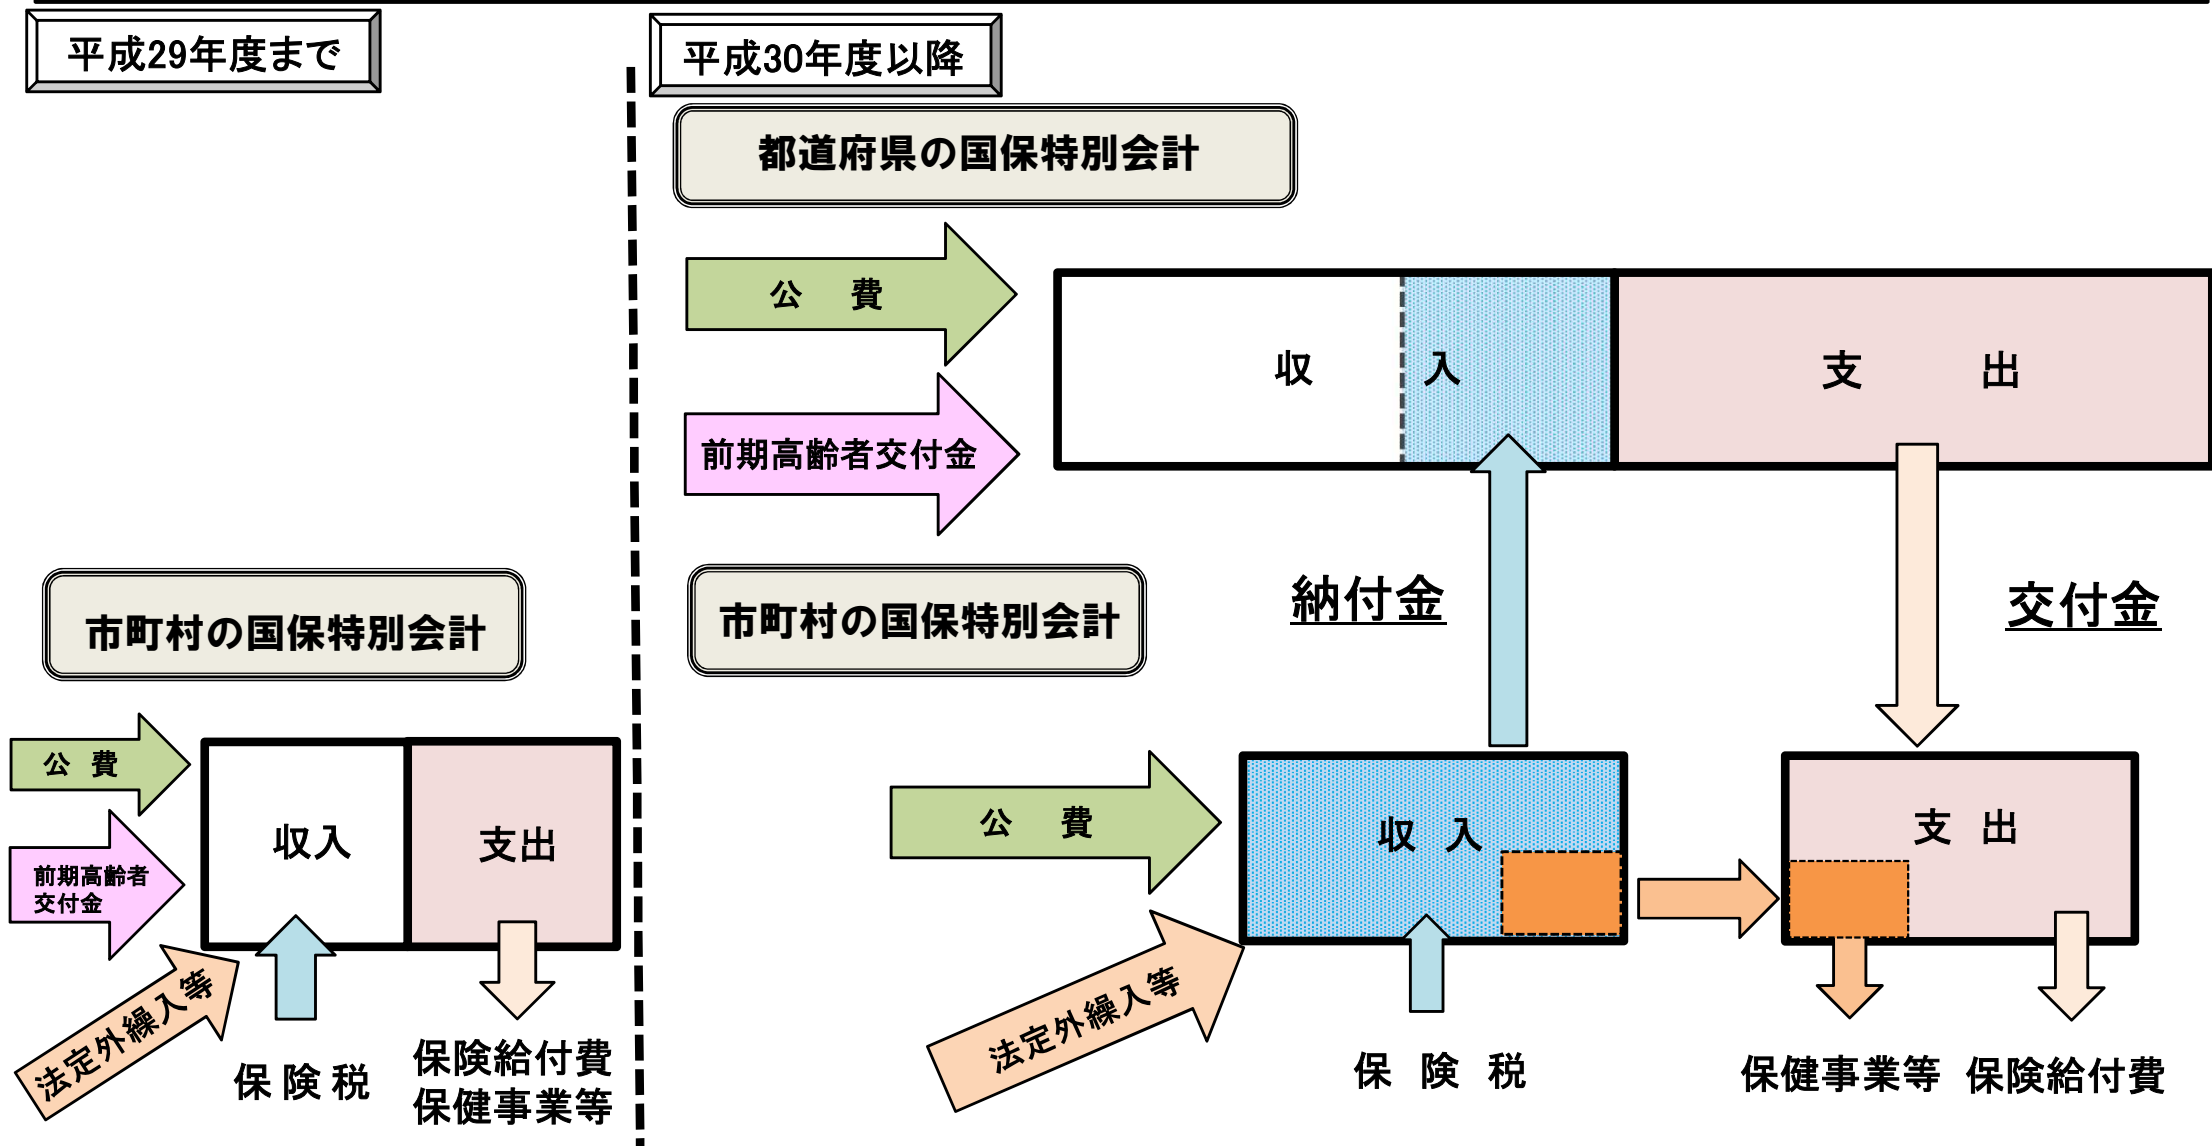 平成29年度まで
市町村の国保特別会計
公 費
前期高齢者
交付金
法定外繰入等
収入
支出
保 険 税
保険給付費
保健事業等
平成30年度以降
都道府県の国保特別会計
公 費
前期高齢者交付金
収 入
支 出
市町村の国保特別会計
納付金
交付金
公 費
法定外繰入等
収 入
支 出
保 険 税
保健事業等
保険給付費